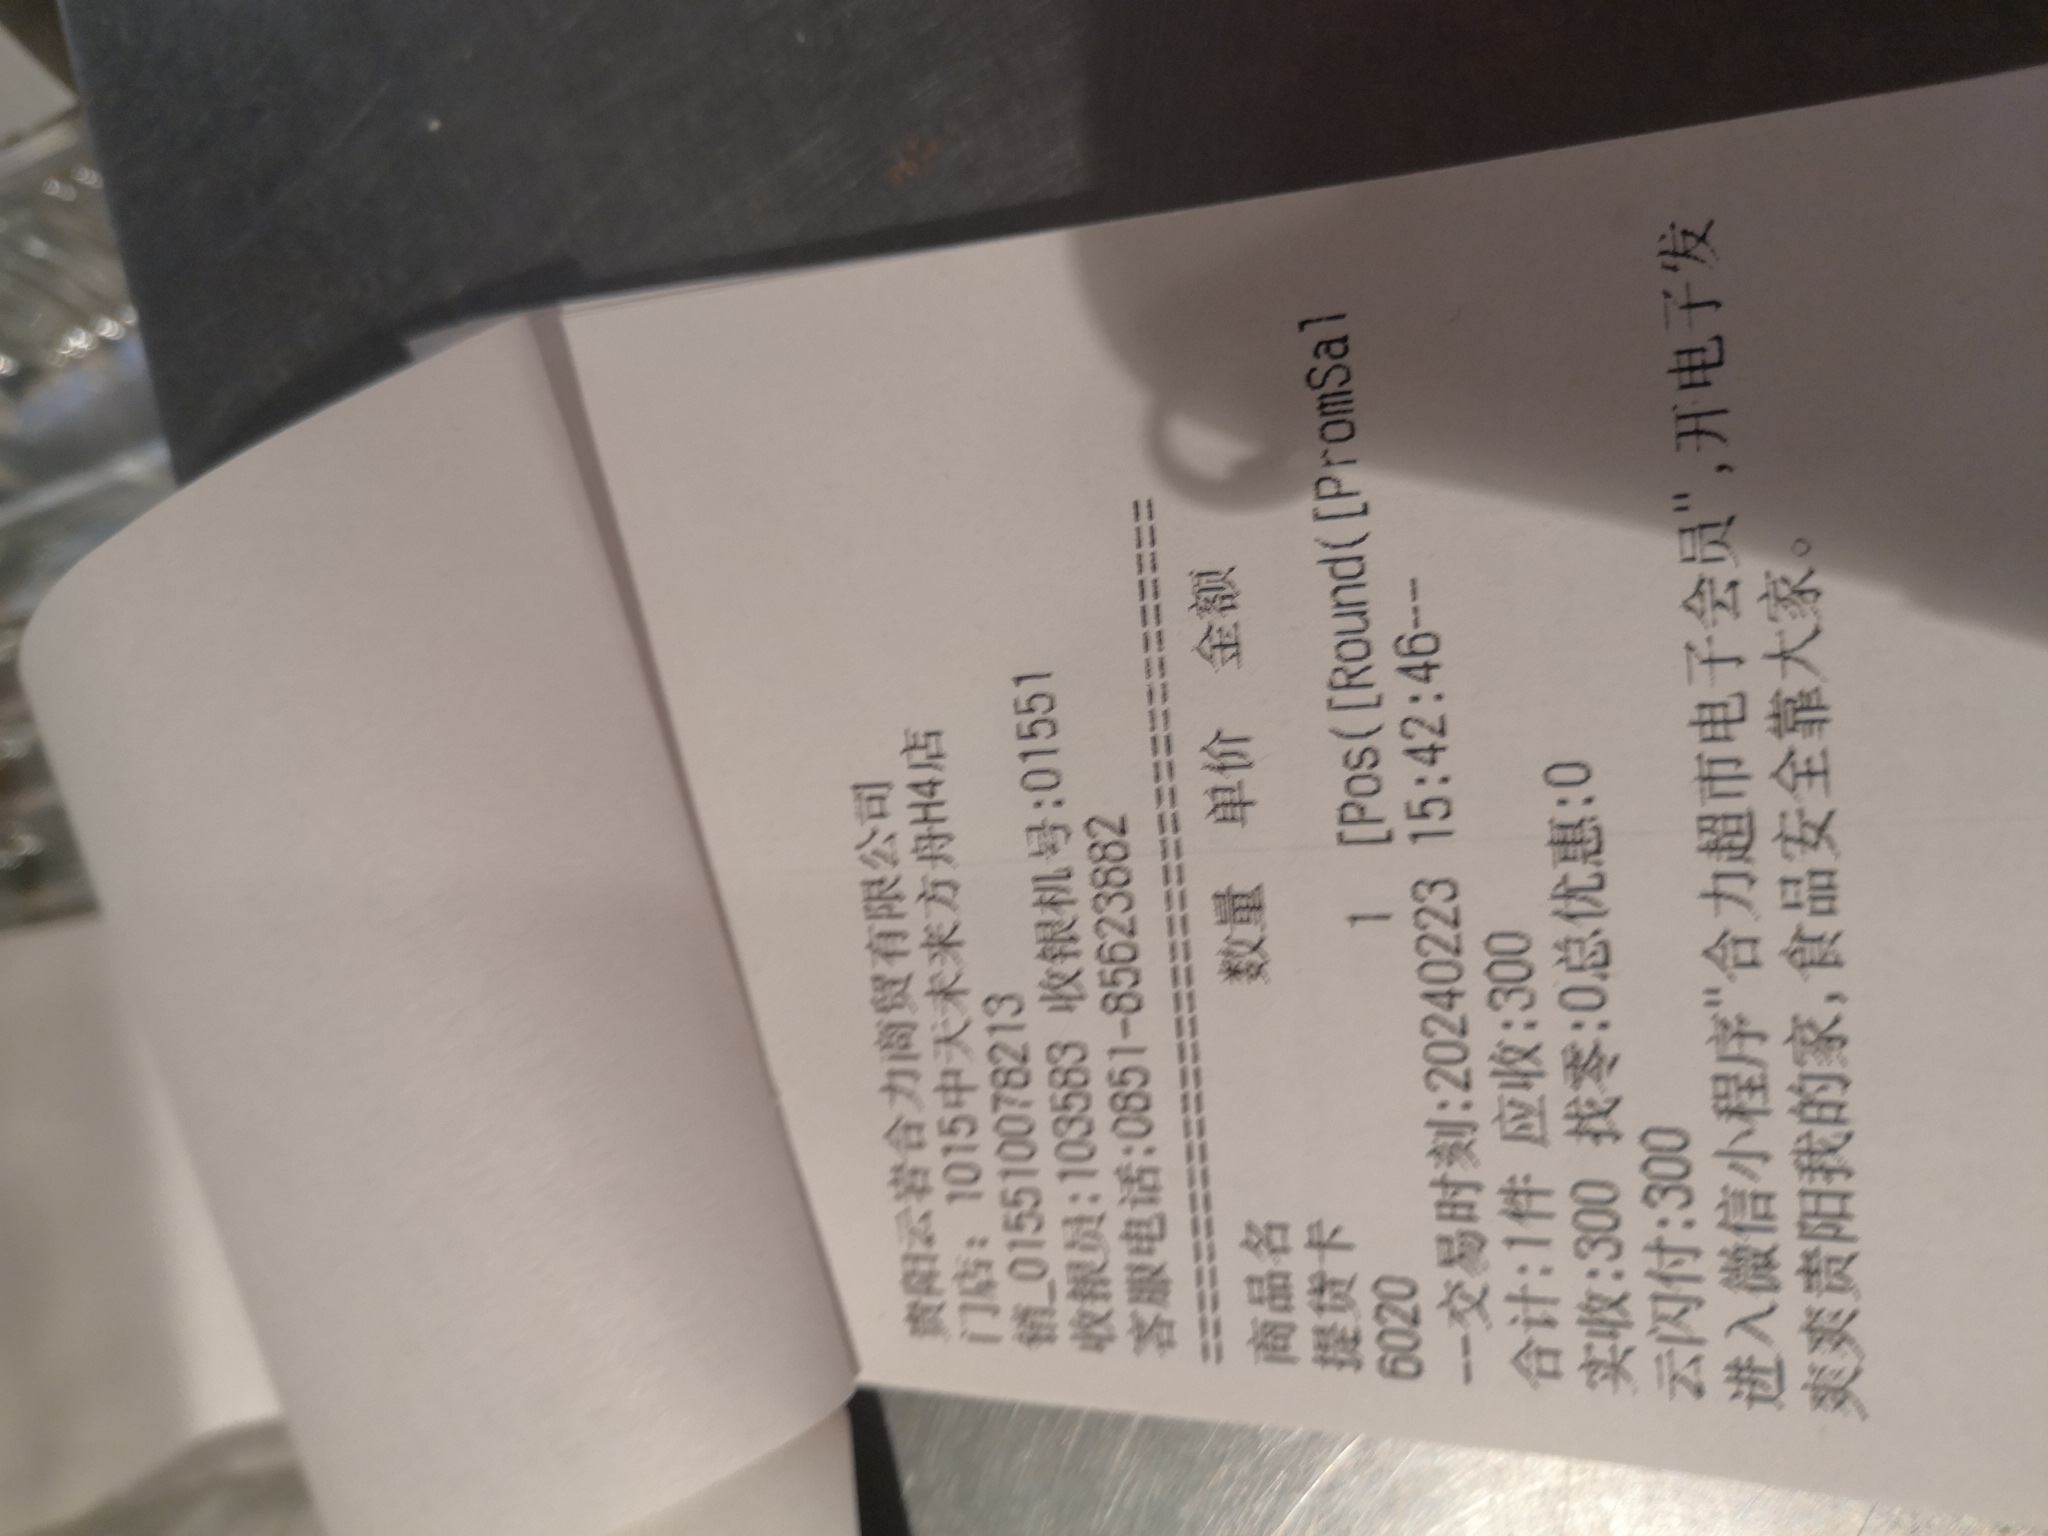 贵阳云岩合力商贸有限公司
门店: 1015中天未来方舟H4店
销_0155100782213
收银员:103583 收银机号:01551
客服电话:0851-85623882
==========================================
商品名 数量 单价 金额
提货卡
6020 1 [Pos([Round([PromSal
---交易时刻:20240223 15:42:46---
合计:1件 应收:300
实收:300 找零:0总优惠:0
云闪付:300
进入微信小程序"合力超市电子会员",开电子发
爽爽贵阳我的家,食品安全靠大家。